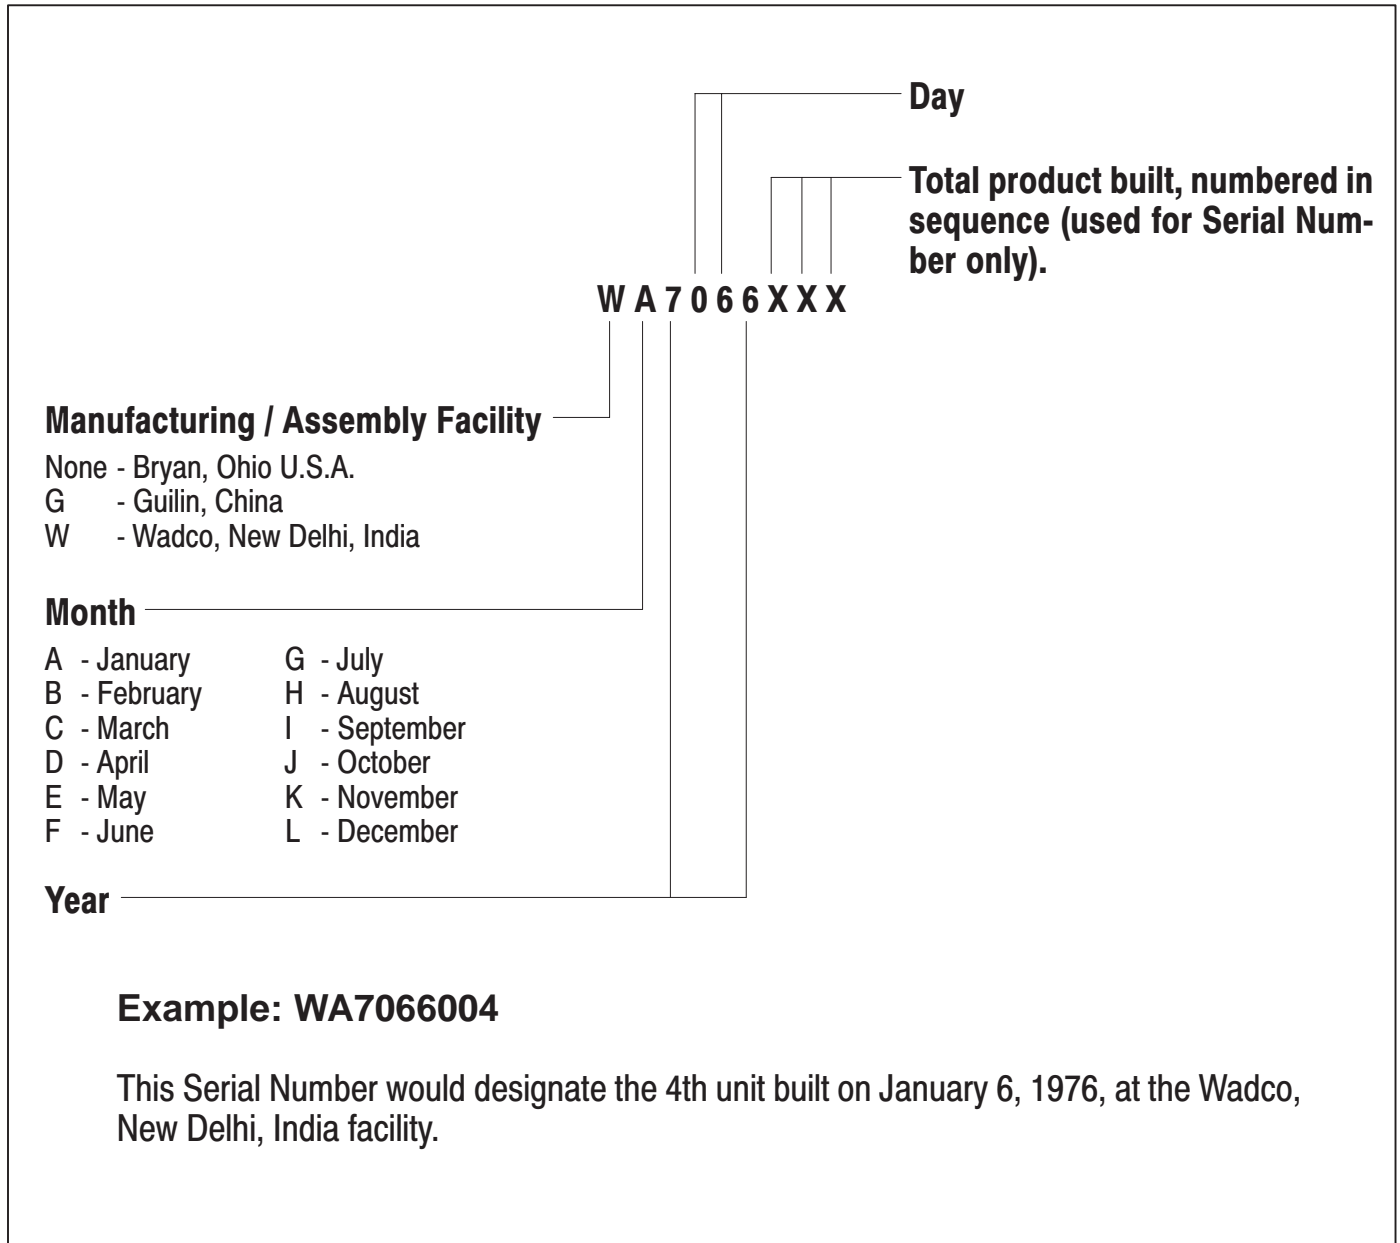 Day
Total product built, numbered in
sequence (used for Serial Num-
ber only).
W A 7 0 6 6 X X X
Manufacturing / Assembly Facility
None - Bryan, Ohio U.S.A.
G - Guilin, China
W - Wadco, New Delhi, India
Month
A - January G - July
B - February H - August
C - March I - September
D - April J - October
E - May K - November
F - June L - December
Year
Example: WA7066004
This Serial Number would designate the 4th unit built on January 6, 1976, at the Wadco,
New Delhi, India facility.